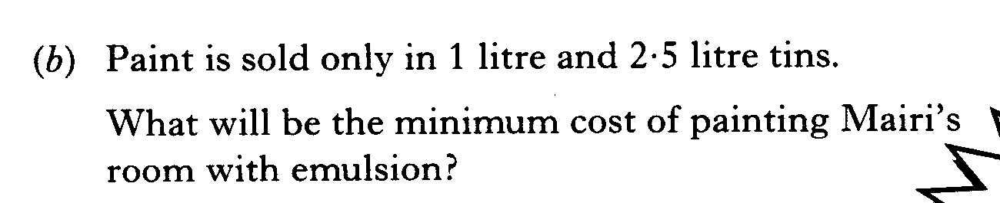 (b) Paint is sold only in 1 litre and 2·5 litre tins.
What will be the minimum cost of painting Mairi's
room with emulsion?